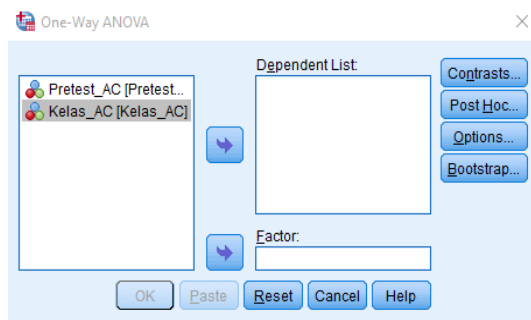 One-Way ANOVA
Pretest_AC [Pretest...
Kelas_AC [Kelas_AC]
Dependent List:
Factor:
Contrasts...
Post Hoc...
Options...
Bootstrap...
OK Paste Reset Cancel Help